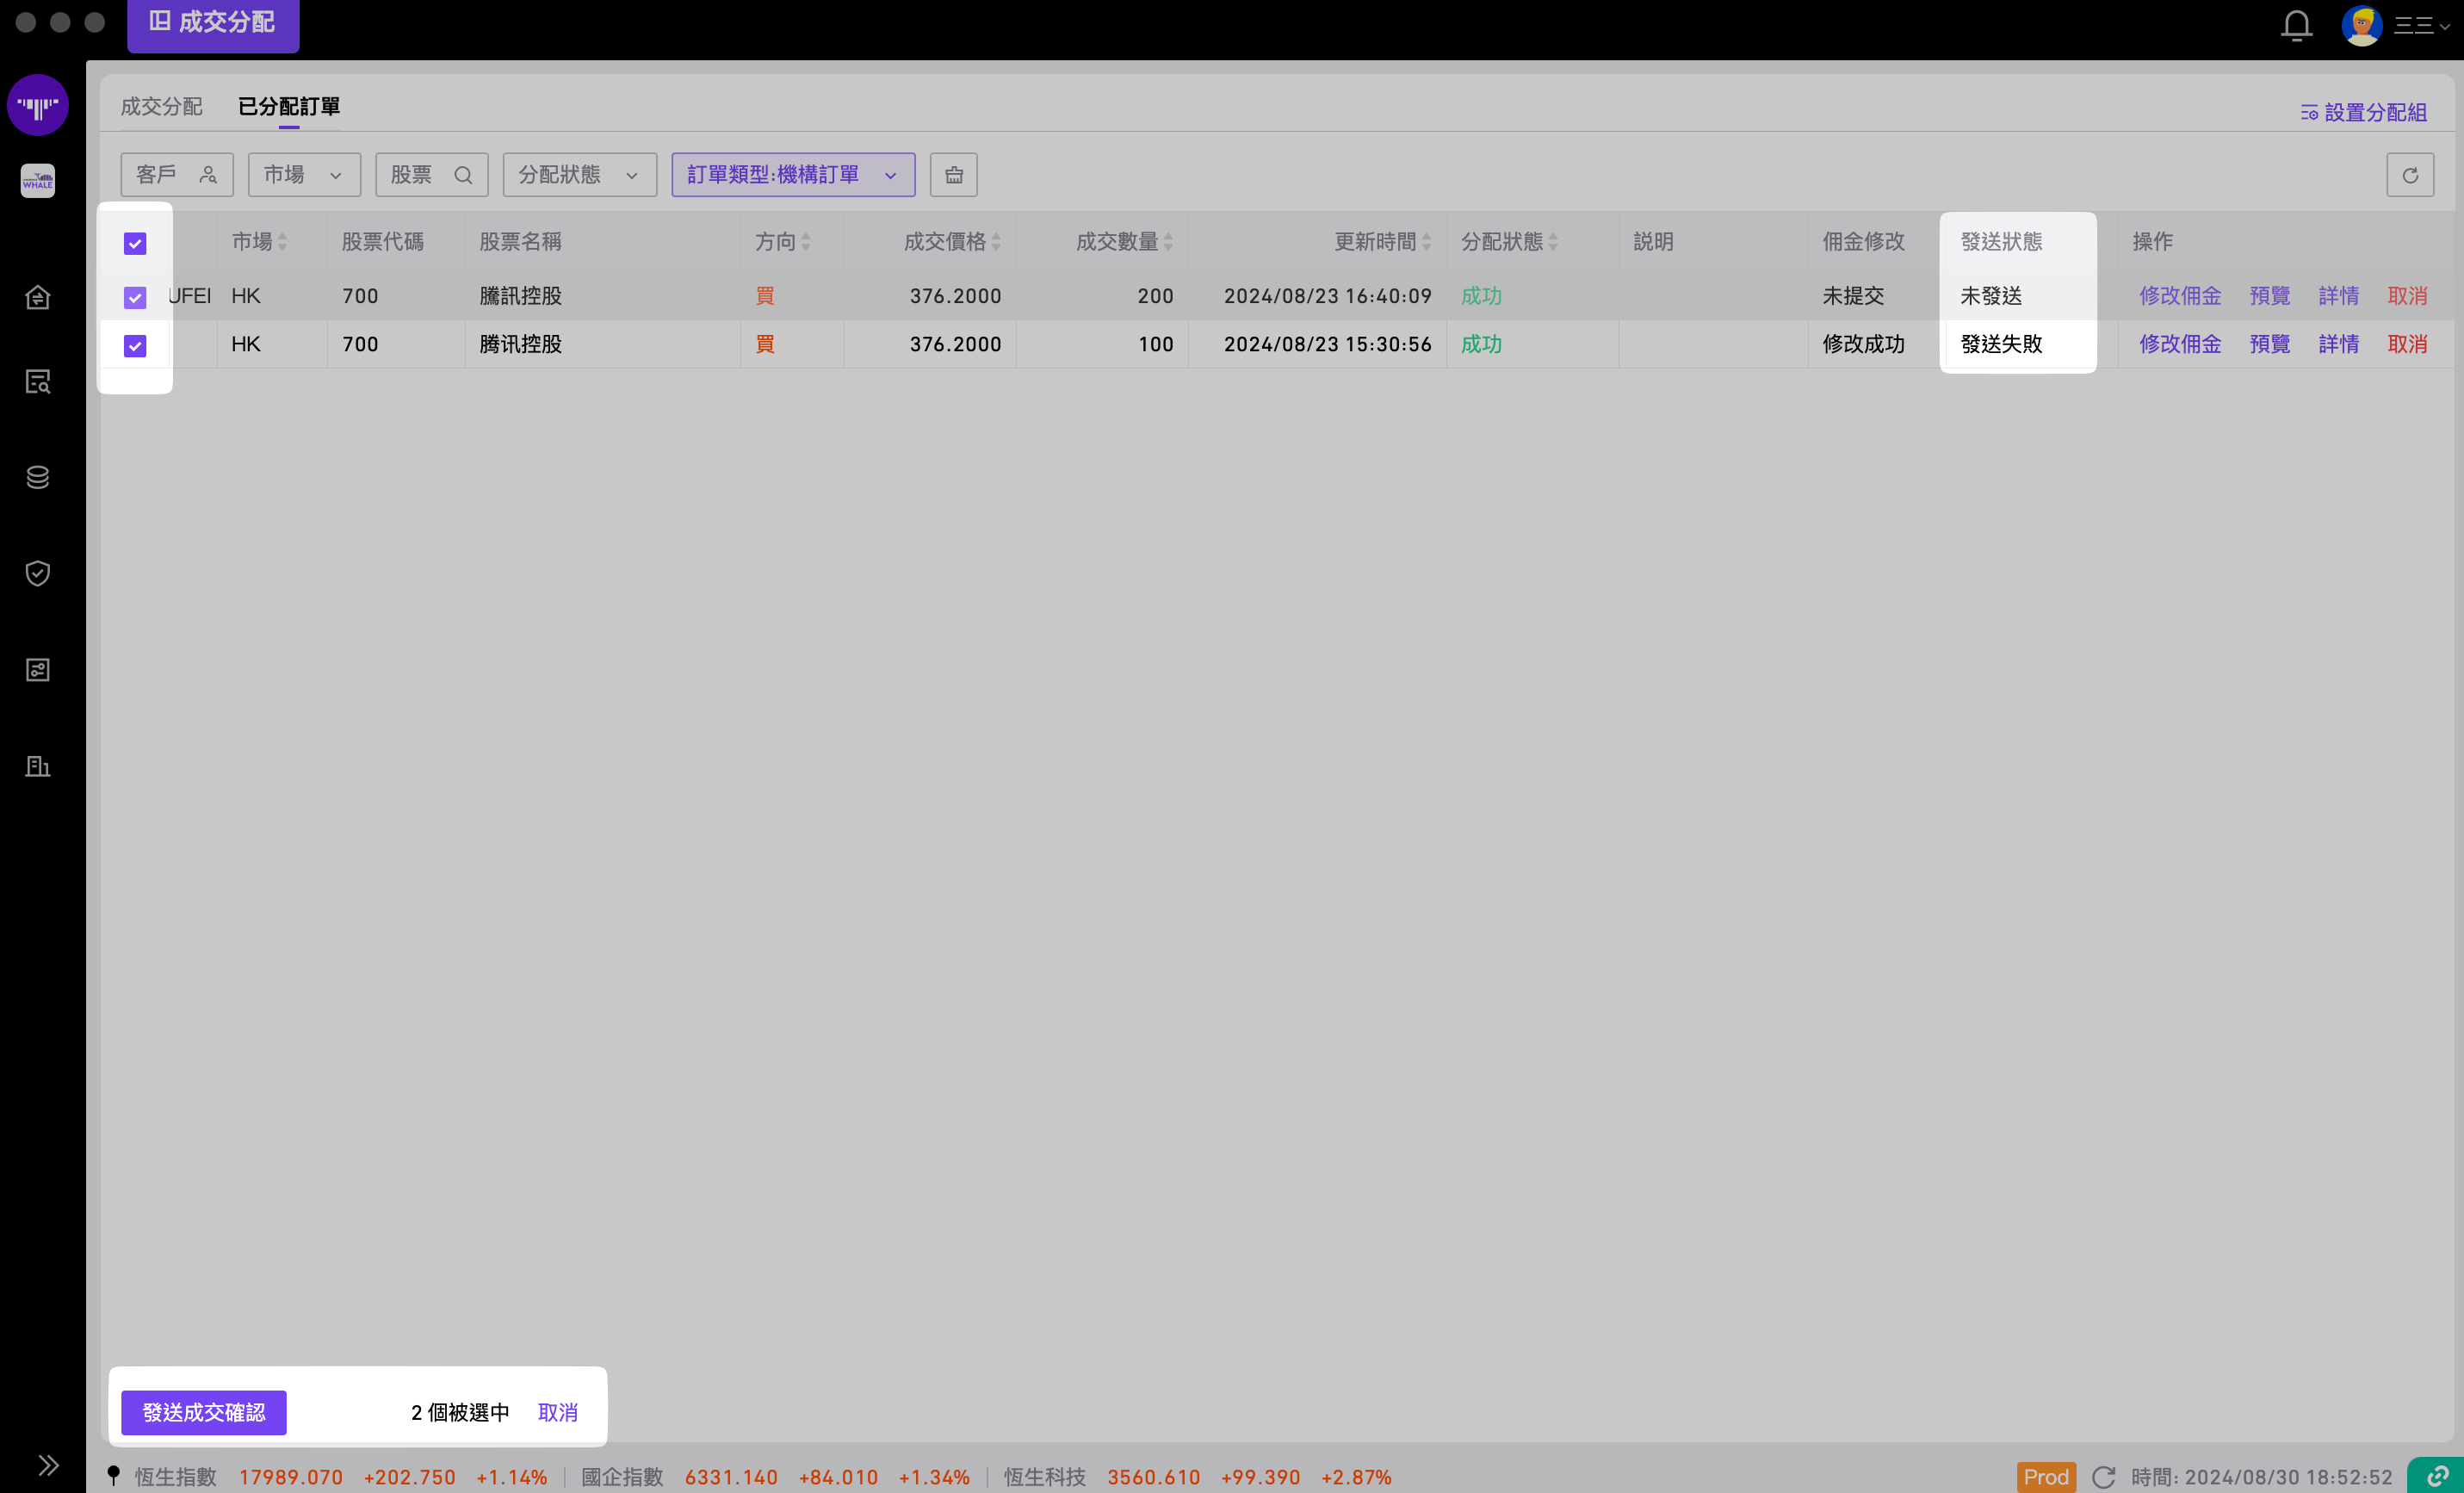 成交分配
三三
WHALE
成交分配 已分配訂單 設置分配組
客戶 市場 股票 分配狀態 訂單類型:機構訂單
市場 股票代碼 股票名稱 方向 成交價格 成交數量 更新時間 分配狀態 説明 佣金修改 發送狀態 操作
UFEI HK 700 騰訊控股 買 376.2000 200 2024/08/23 16:40:09 成功 未提交 未發送 修改佣金 預覽 詳情 取消
HK 700 腾讯控股 買 376.2000 100 2024/08/23 15:30:56 成功 修改成功 發送失敗 修改佣金 預覽 詳情 取消
發送成交確認 2 個被選中 取消
恆生指數 17989.070 +202.750 +1.14% 國企指數 6331.140 +84.010 +1.34% 恆生科技 3560.610 +99.390 +2.87% Prod 時間: 2024/08/30 18:52:52